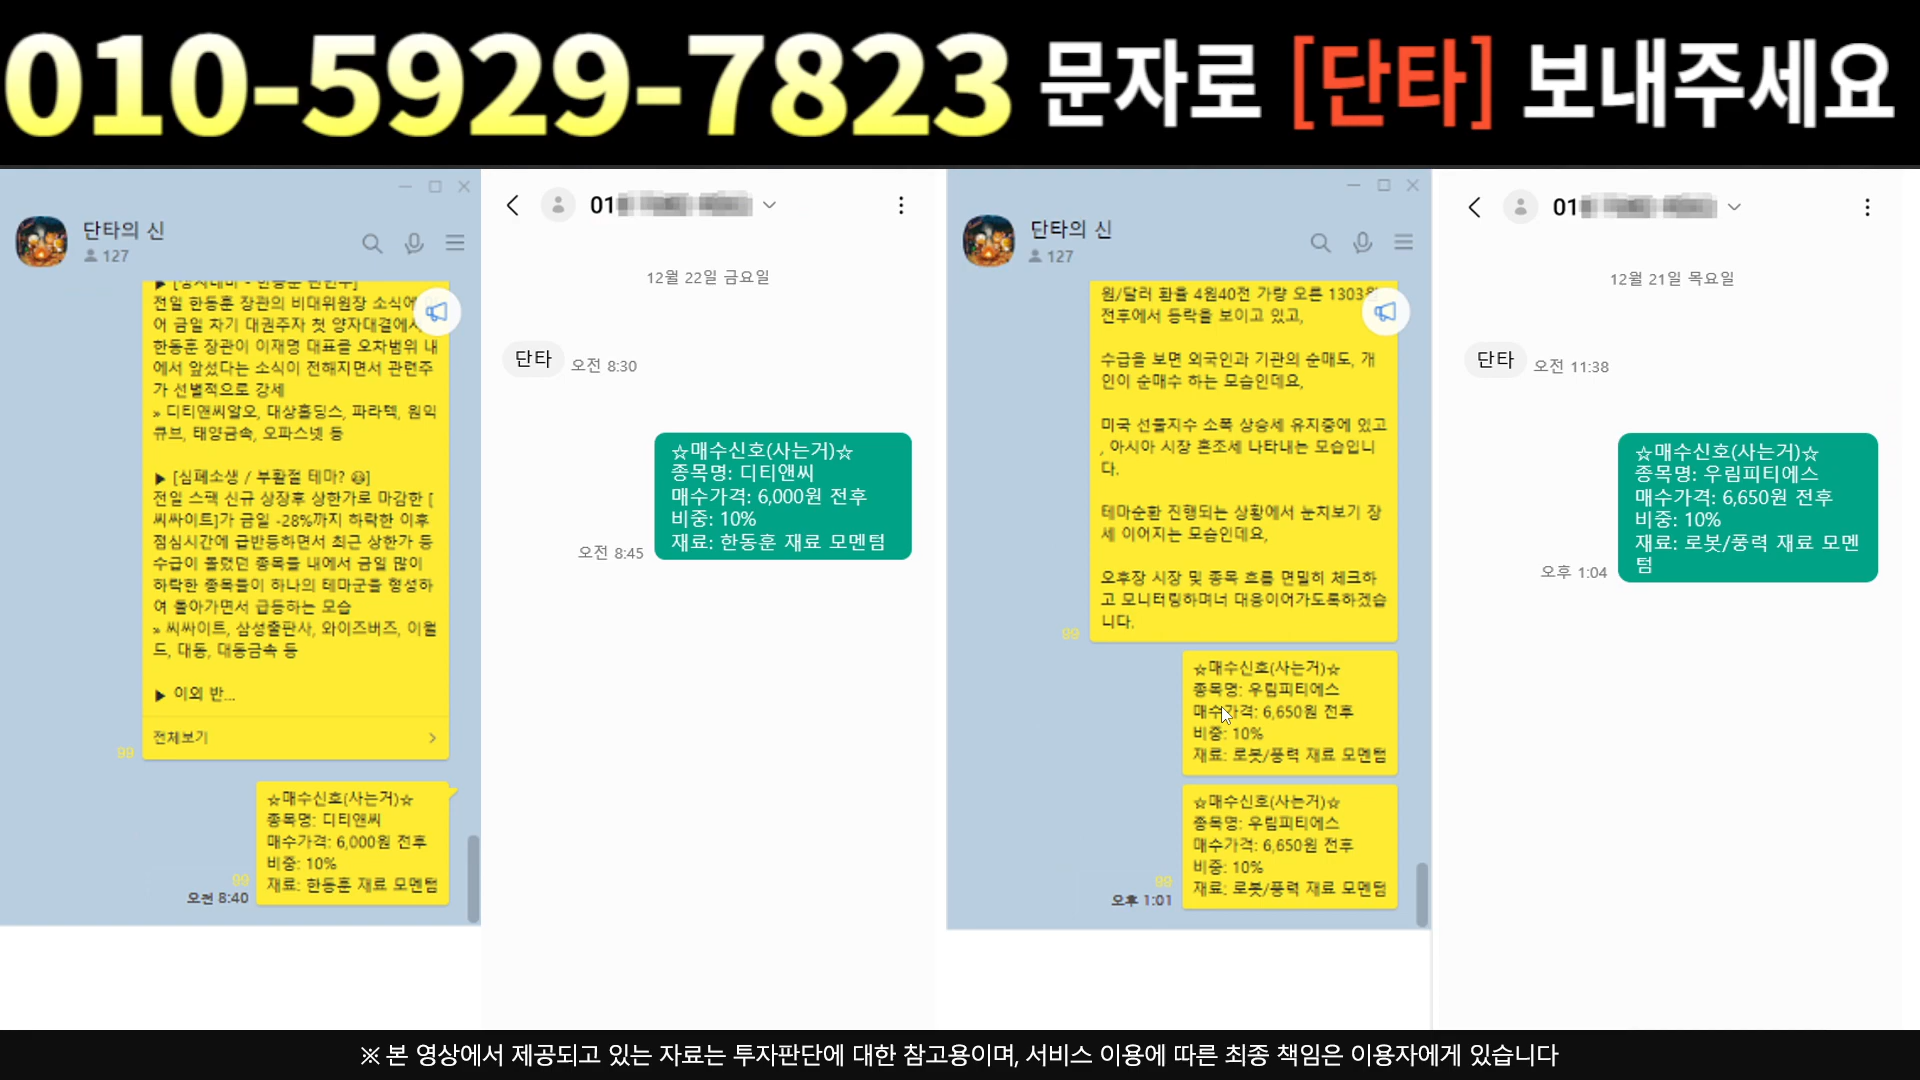 010-5929-7823 문자로 [단타] 보내주세요
단타의 신
127
전일 한동훈 장관의 비대위원장 소식에
어 금일 차기 대권주자 첫 양자대결에서
한동훈 장관이 이재명 대표를 오차범위 내
에서 앞섰다는 소식이 전해지면서 관련주
가 선별적으로 강세
» 디티앤씨알오, 대상홀딩스, 파라텍, 원익
큐브, 태양금속, 오파스넷 등
▶ [심폐소생 / 부활절 테마? 😂]
전일 스팩 신규 상장후 상한가로 마감한 [
씨싸이트]가 금일 -28%까지 하락한 이후
점심시간에 급반등하면서 최근 상한가 등
수급이 몰렸던 종목들 내에서 금일 많이
하락한 종목들이 하나의 테마군을 형성하
여 돌아가면서 급등하는 모습
» 씨싸이트, 삼성출판사, 와이즈버즈, 이월
드, 대동, 대동금속 등
▶ 이외 반...
전체보기
99
☆매수신호(사는거)☆
종목명: 디티앤씨
매수가격: 6,000원 전후
비중: 10%
재료: 한동훈 재료 모멘텀
99
오전 8:40
01
12월 22일 금요일
단타
오전 8:30
☆매수신호(사는거)☆
종목명: 디티앤씨
매수가격: 6,000원 전후
비중: 10%
재료: 한동훈 재료 모멘텀
오전 8:45
단타의 신
127
원/달러 환율 4원40전 가량 오른 1303원
전후에서 등락을 보이고 있고,
수급을 보면 외국인과 기관의 순매도, 개
인이 순매수 하는 모습인데요,
미국 선물지수 소폭 상승세 유지중에 있고
, 아시아 시장 혼조세 나타내는 모습입니
다.
테마순환 진행되는 상황에서 눈치보기 장
세 이어지는 모습인데요,
오후장 시장 및 종목 흐름 면밀히 체크하
고 모니터링하며너 대응이어가도록하겠습
니다.
99
☆매수신호(사는거)☆
종목명: 우림피티에스
매수가격: 6,650원 전후
비중: 10%
재료: 로봇/풍력 재료 모멘텀
☆매수신호(사는거)☆
종목명: 우림피티에스
매수가격: 6,650원 전후
비중: 10%
재료: 로봇/풍력 재료 모멘텀
99
오후 1:01
01
12월 21일 목요일
단타
오전 11:38
☆매수신호(사는거)☆
종목명: 우림피티에스
매수가격: 6,650원 전후
비중: 10%
재료: 로봇/풍력 재료 모멘
텀
오후 1:04
※ 본 영상에서 제공되고 있는 자료는 투자판단에 대한 참고용이며, 서비스 이용에 따른 최종 책임은 이용자에게 있습니다